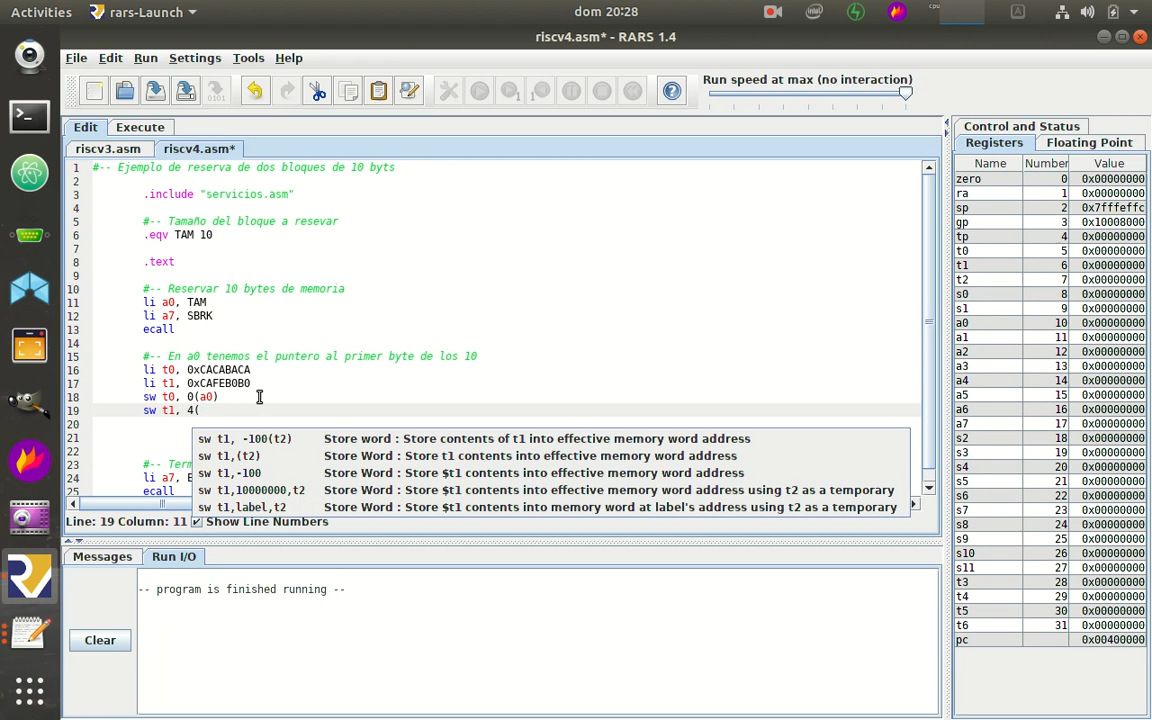 Activities rars-Launch dom 20:28 cpu
riscv4.asm* - RARS 1.4
File Edit Run Settings Tools Help
Run speed at max (no interaction)
Edit Execute
riscv3.asm riscv4.asm*
1 #-- Ejemplo de reserva de dos bloques de 10 byts
2
3 .include "servicios.asm"
4
5 #-- Tamaño del bloque a resevar
6 .eqv TAM 10
7
8 .text
9
10 #-- Reservar 10 bytes de memoria
11 li a0, TAM
12 li a7, SBRK
13 ecall
14
15 #-- En a0 tenemos el puntero al primer byte de los 10
16 li t0, 0xCACABACA
17 li t1, 0xCAFEB0B0
18 sw t0, 0(a0)
19 sw t1, 4(
20
21
22
23 #-- Ter
24 li a7, E
25 ecall
sw t1, -100(t2) Store word : Store contents of t1 into effective memory word address
sw t1,(t2) Store Word : Store t1 contents into effective memory word address
sw t1,-100 Store Word : Store $t1 contents into effective memory word address
sw t1,10000000,t2 Store Word : Store $t1 contents into effective memory word address using t2 as a temporary
sw t1,label,t2 Store Word : Store $t1 contents into memory word at label's address using t2 as a temporary
Line: 19 Column: 11 Show Line Numbers
Messages Run I/O
-- program is finished running --
Clear
Control and Status
Registers Floating Point
Name Number Value
zero 0 0x00000000
ra 1 0x00000000
sp 2 0x7fffeffc
gp 3 0x10008000
tp 4 0x00000000
t0 5 0x00000000
t1 6 0x00000000
t2 7 0x00000000
s0 8 0x00000000
s1 9 0x00000000
a0 10 0x00000000
a1 11 0x00000000
a2 12 0x00000000
a3 13 0x00000000
a4 14 0x00000000
a5 15 0x00000000
a6 16 0x00000000
a7 17 0x00000000
s2 18 0x00000000
s3 19 0x00000000
s4 20 0x00000000
s5 21 0x00000000
s6 22 0x00000000
s7 23 0x00000000
s8 24 0x00000000
s9 25 0x00000000
s10 26 0x00000000
s11 27 0x00000000
t3 28 0x00000000
t4 29 0x00000000
t5 30 0x00000000
t6 31 0x00000000
pc 0x00400000